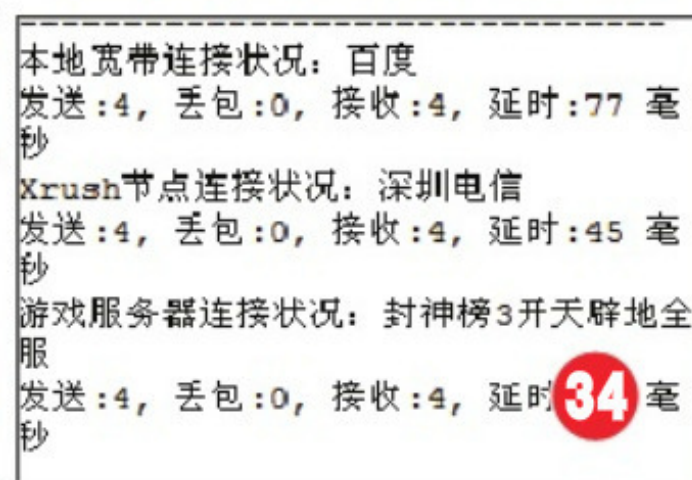 本地宽带连接状况：百度
发送:4, 丢包:0, 接收:4, 延时:77 毫
秒
Xrush节点连接状况：深圳电信
发送:4, 丢包:0, 接收:4, 延时:45 毫
秒
游戏服务器连接状况：封神榜3开天辟地全
服
发送:4, 丢包:0, 接收:4, 延时34 毫
秒